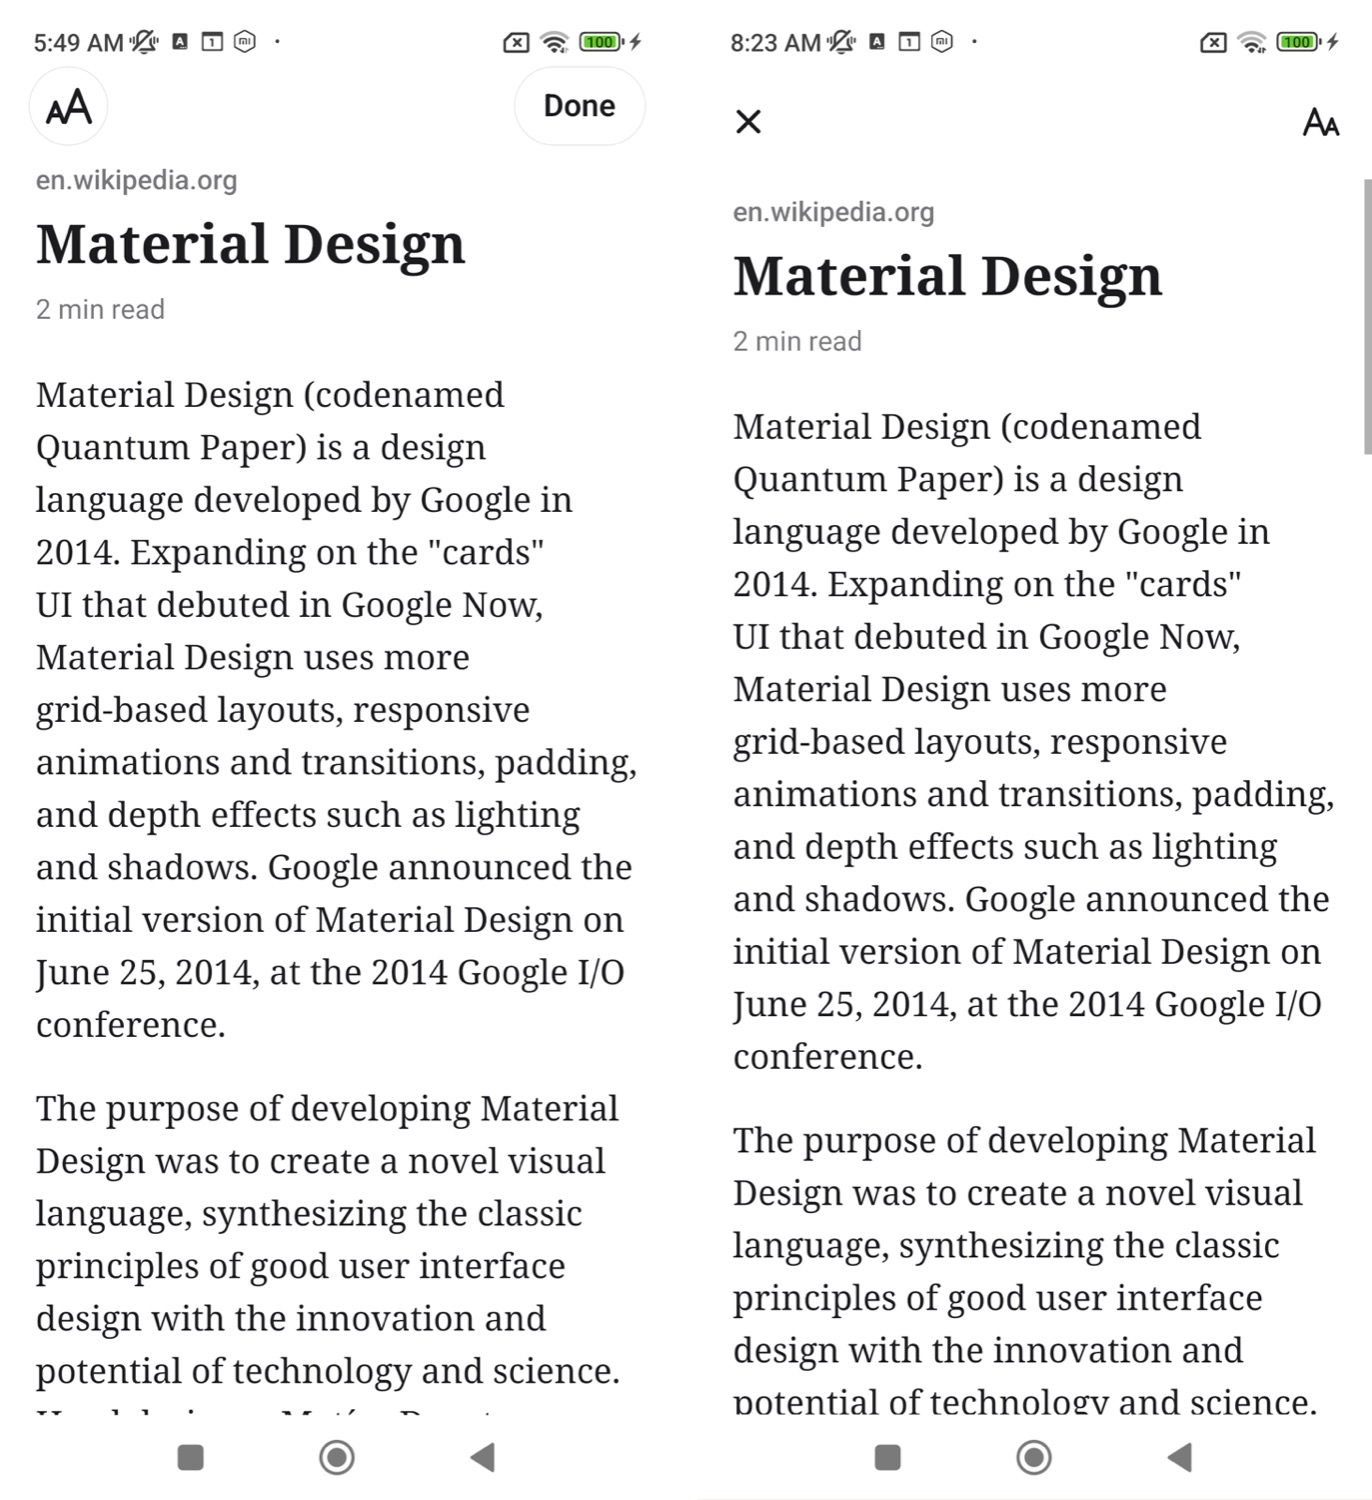 5:49 AM
A
1
mi
100
AA
Done
en.wikipedia.org
Material Design
2 min read
Material Design (codenamed
Quantum Paper) is a design
language developed by Google in
2014. Expanding on the "cards"
UI that debuted in Google Now,
Material Design uses more
grid-based layouts, responsive
animations and transitions, padding,
and depth effects such as lighting
and shadows. Google announced the
initial version of Material Design on
June 25, 2014, at the 2014 Google I/O
conference.
The purpose of developing Material
Design was to create a novel visual
language, synthesizing the classic
principles of good user interface
design with the innovation and
potential of technology and science.
8:23 AM
A
1
mi
100
AA
en.wikipedia.org
Material Design
2 min read
Material Design (codenamed
Quantum Paper) is a design
language developed by Google in
2014. Expanding on the "cards"
UI that debuted in Google Now,
Material Design uses more
grid-based layouts, responsive
animations and transitions, padding,
and depth effects such as lighting
and shadows. Google announced the
initial version of Material Design on
June 25, 2014, at the 2014 Google I/O
conference.
The purpose of developing Material
Design was to create a novel visual
language, synthesizing the classic
principles of good user interface
design with the innovation and
potential of technology and science.